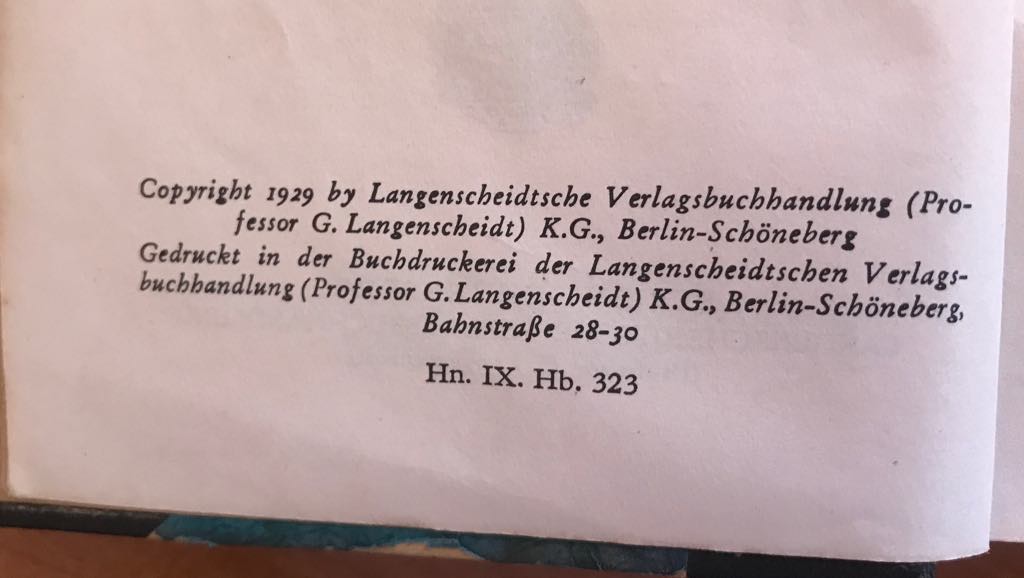 Copyright 1929 by Langenscheidtsche Verlagsbuchhandlung (Pro-
fessor G. Langenscheidt) K.G., Berlin-Schöneberg
Gedruckt in der Buchdruckerei der Langenscheidtschen Verlags-
buchhandlung (Professor G. Langenscheidt) K.G., Berlin-Schöneberg,
Bahnstraße 28-30
Hn. IX. Hb. 323